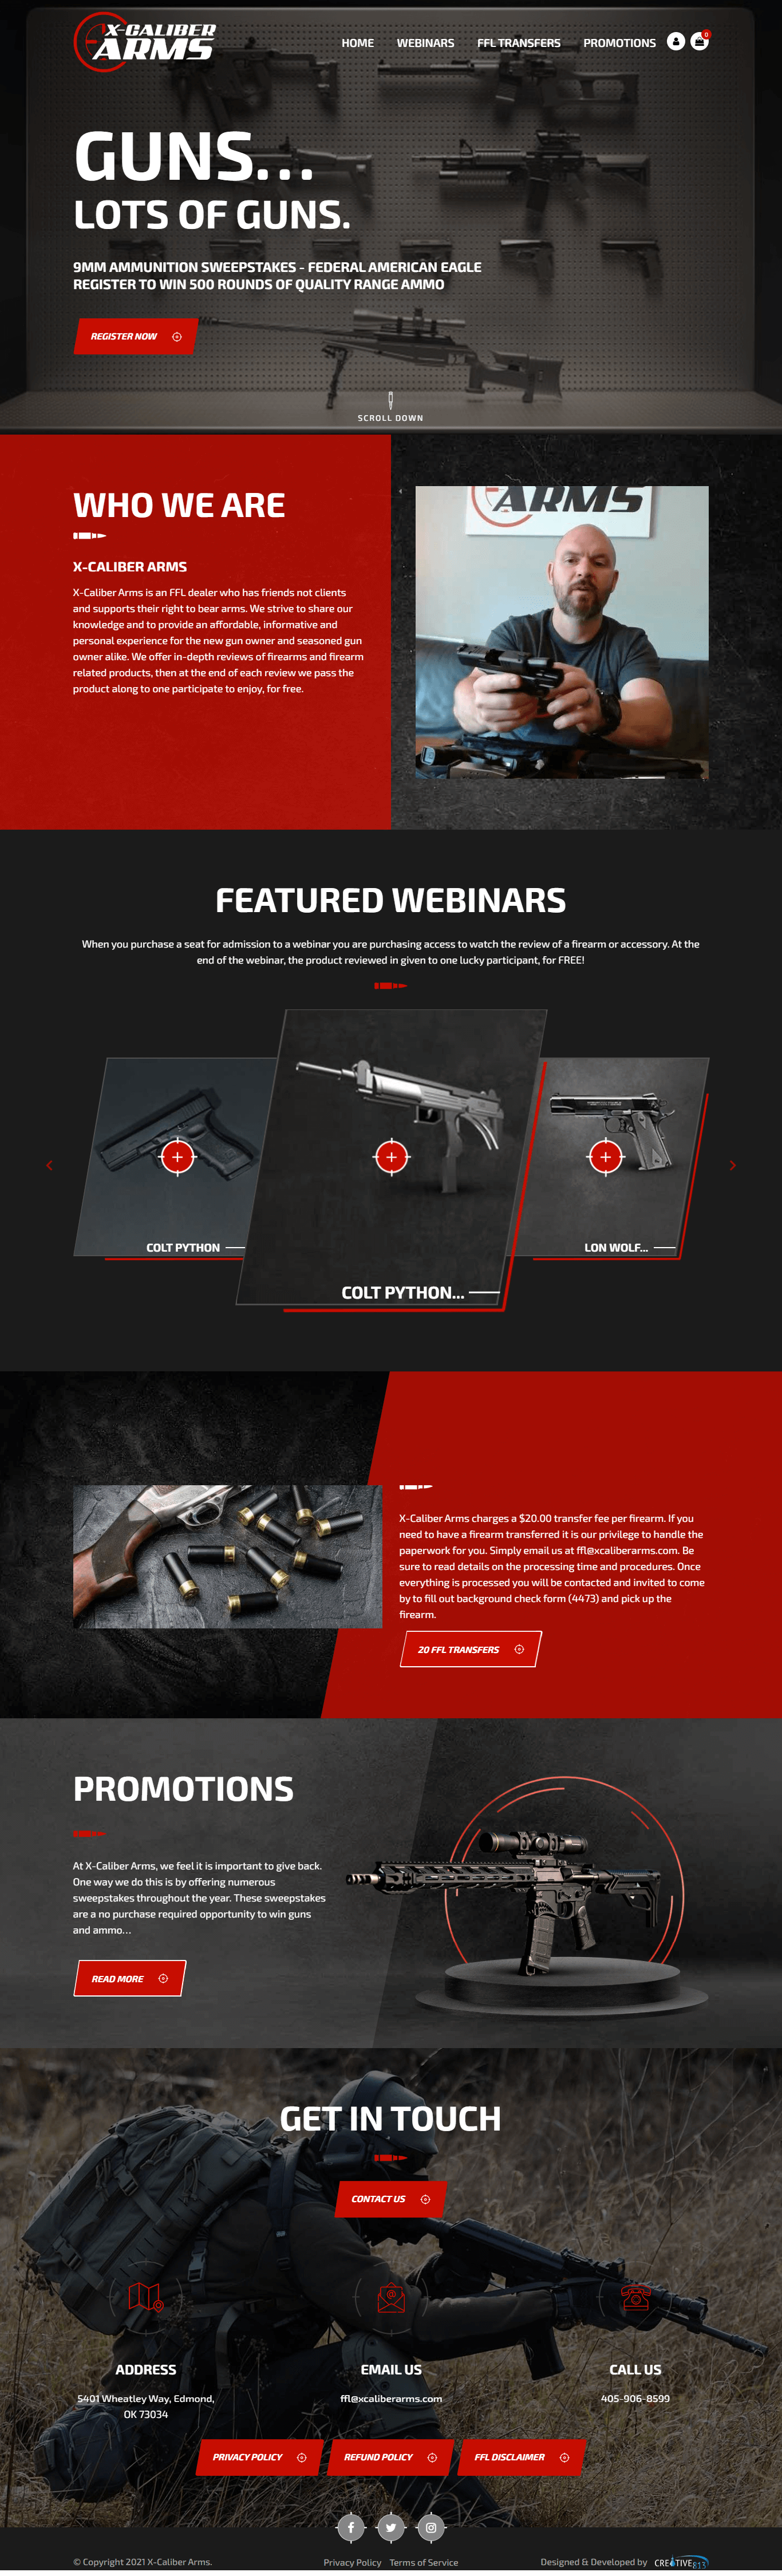 X-CALIBER
ARMS
HOME WEBINARS FFL TRANSFERS PROMOTIONS 0
GUNS...
LOTS OF GUNS.
9MM AMMUNITION SWEEPSTAKES - FEDERAL AMERICAN EAGLE
REGISTER TO WIN 500 ROUNDS OF QUALITY RANGE AMMO
REGISTER NOW
SCROLL DOWN
WHO WE ARE
X-CALIBER ARMS
X-Caliber Arms is an FFL dealer who has friends not clients
and supports their right to bear arms. We strive to share our
knowledge and to provide an affordable, informative and
personal experience for the new gun owner and seasoned gun
owner alike. We offer in-depth reviews of firearms and firearm
related products, then at the end of each review we pass the
product along to one participate to enjoy, for free.
ARMS
FEATURED WEBINARS
When you purchase a seat for admission to a webinar you are purchasing access to watch the review of a firearm or accessory. At the
end of the webinar, the product reviewed in given to one lucky participant, for FREE!
COLT PYTHON
COLT PYTHON...
LON WOLF...
X-Caliber Arms charges a $20.00 transfer fee per firearm. If you
need to have a firearm transferred it is our privilege to handle the
paperwork for you. Simply email us at ffl@xcaliberarms.com. Be
sure to read details on the processing time and procedures. Once
everything is processed you will be contacted and invited to come
by to fill out background check form (4473) and pick up the
firearm.
20 FFL TRANSFERS
PROMOTIONS
At X-Caliber Arms, we feel it is important to give back.
One way we do this is by offering numerous
sweepstakes throughout the year. These sweepstakes
are a no purchase required opportunity to win guns
and ammo...
READ MORE
GET IN TOUCH
CONTACT US
ADDRESS
5401 Wheatley Way, Edmond,
OK 73034
EMAIL US
ffl@xcaliberarms.com
CALL US
405-906-8599
PRIVACY POLICY REFUND POLICY FFL DISCLAIMER
© Copyright 2021 X-Caliber Arms. Privacy Policy Terms of Service Designed & Developed by CREATIVE813